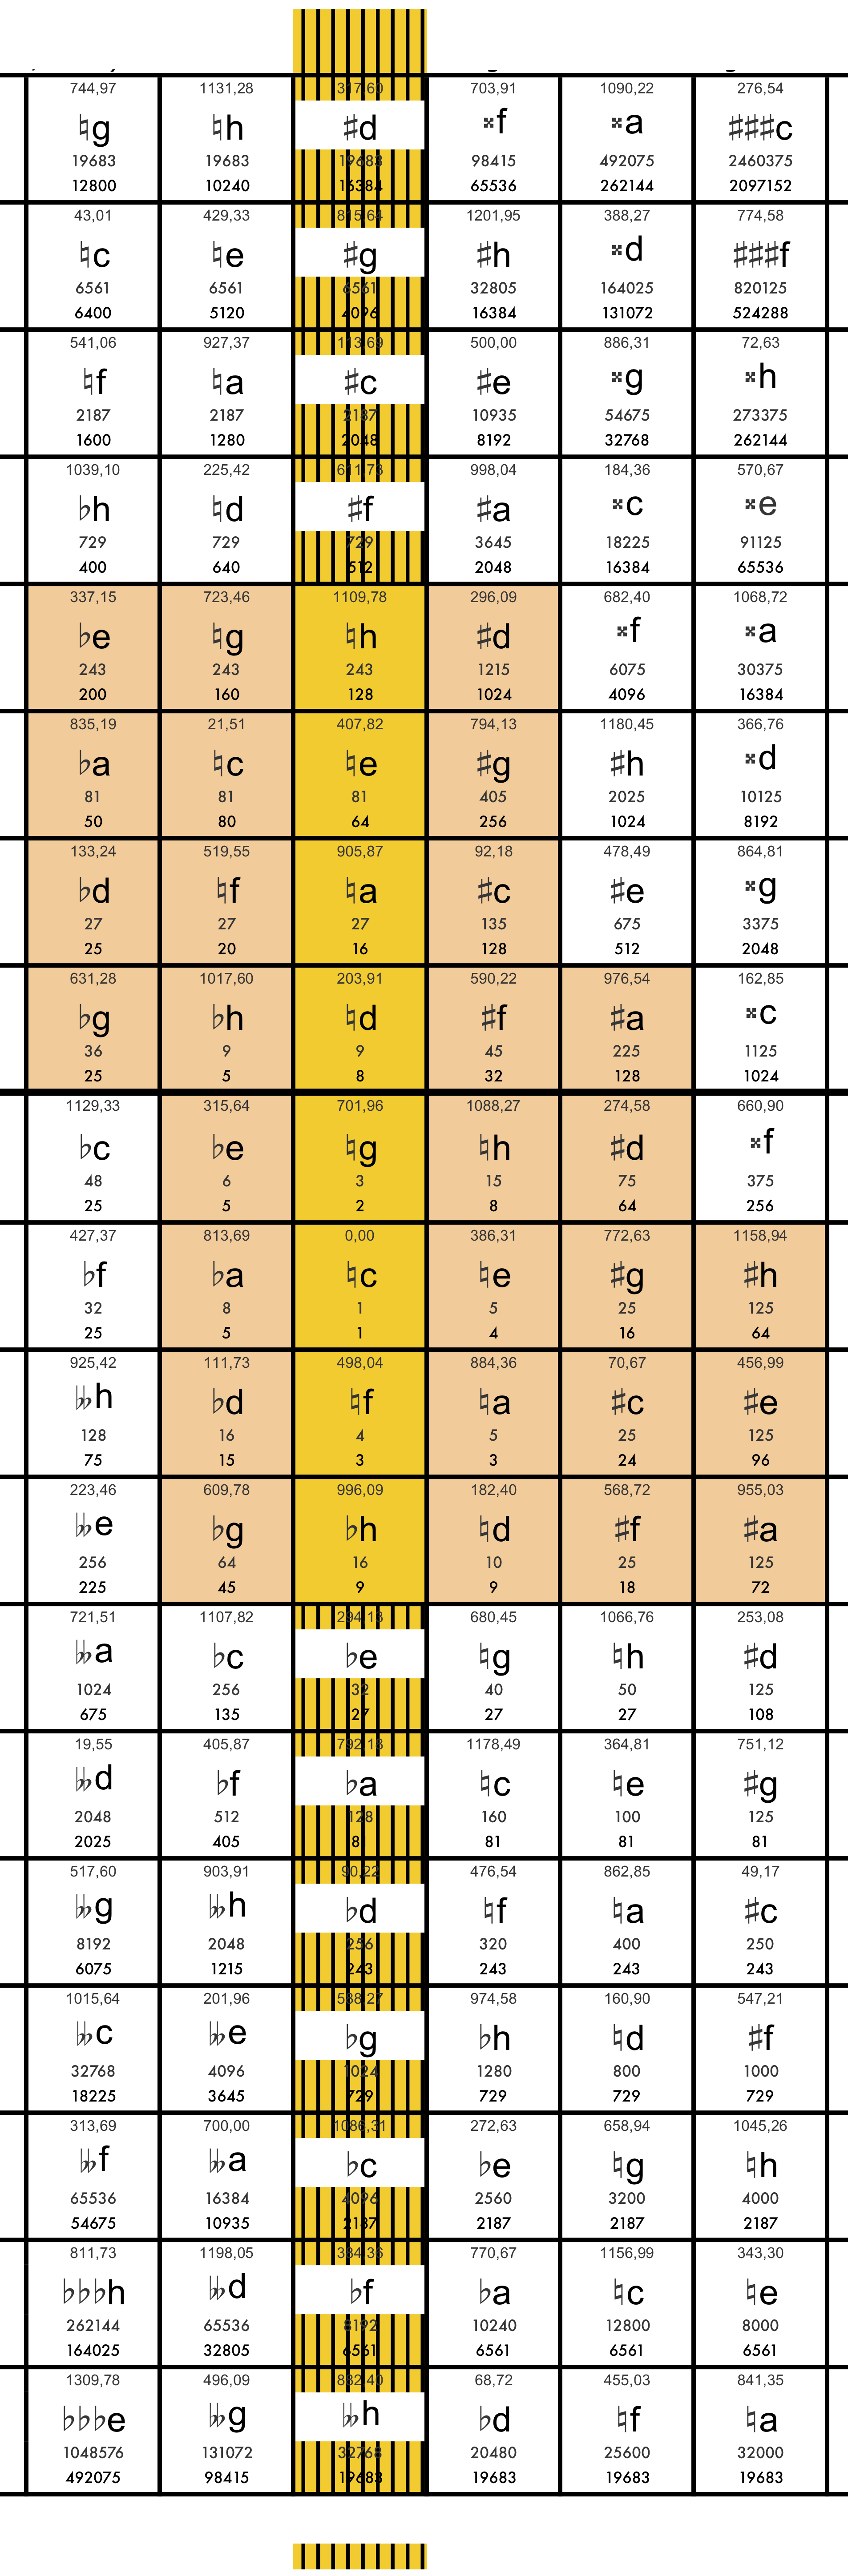 744,97 1131,28 317,60 703,91 1090,22 276,54
♮g ♮h ♯d 𝄪f 𝄪a ♯♯♯c
19683 19683 19683 98415 492075 2460375
12800 10240 16384 65536 262144 2097152
43,01 429,33 815,64 1201,95 388,27 774,58
♮c ♮e ♯g ♯h 𝄪d ♯♯♯f
6561 6561 6561 32805 164025 820125
6400 5120 4096 16384 131072 524288
541,06 927,37 113,69 500,00 886,31 72,63
♮f ♮a ♯c ♯e 𝄪g 𝄪h
2187 2187 2187 10935 54675 273375
1600 1280 2048 8192 32768 262144
1039,10 225,42 611,73 998,04 184,36 570,67
♭h ♮d ♯f ♯a 𝄪c 𝄪e
729 729 729 3645 18225 91125
400 640 512 2048 16384 65536
337,15 723,46 1109,78 296,09 682,40 1068,72
♭e ♮g ♮h ♯d 𝄪f 𝄪a
243 243 243 1215 6075 30375
200 160 128 1024 4096 16384
835,19 21,51 407,82 794,13 1180,45 366,76
♭a ♮c ♮e ♯g ♯h 𝄪d
81 81 81 405 2025 10125
50 80 64 256 1024 8192
133,24 519,55 905,87 92,18 478,49 864,81
♭d ♮f ♮a ♯c ♯e 𝄪g
27 27 27 135 675 3375
25 20 16 128 512 2048
631,28 1017,60 203,91 590,22 976,54 162,85
♭g ♭h ♮d ♯f ♯a 𝄪c
36 9 9 45 225 1125
25 5 8 32 128 1024
1129,33 315,64 701,96 1088,27 274,58 660,90
♭c ♭e ♮g ♮h ♯d 𝄪f
48 6 3 15 75 375
25 5 2 8 64 256
427,37 813,69 0,00 386,31 772,63 1158,94
♭f ♭a ♮c ♮e ♯g ♯h
32 8 1 5 25 125
25 5 1 4 16 64
925,42 111,73 498,04 884,36 70,67 456,99
𝄫h ♭d ♮f ♮a ♯c ♯e
128 16 4 5 25 125
75 15 3 3 24 96
223,46 609,78 996,09 182,40 568,72 955,03
𝄫e ♭g ♭h ♮d ♯f ♯a
256 64 16 10 25 125
225 45 9 9 18 72
721,51 1107,82 294,13 680,45 1066,76 253,08
𝄫a ♭c ♭e ♮g ♮h ♯d
1024 256 32 40 50 125
675 135 27 27 27 108
19,55 405,87 792,18 1178,49 364,81 751,12
𝄫d ♭f ♭a ♮c ♮e ♯g
2048 512 128 160 100 125
2025 405 81 81 81 81
517,60 903,91 90,22 476,54 862,85 49,17
𝄫g 𝄫h ♭d ♮f ♮a ♯c
8192 2048 256 320 400 250
6075 1215 243 243 243 243
1015,64 201,96 588,27 974,58 160,90 547,21
𝄫c 𝄫e ♭g ♭h ♮d ♯f
32768 4096 1024 1280 800 1000
18225 3645 729 729 729 729
313,69 700,00 1086,31 272,63 658,94 1045,26
𝄫f 𝄫a ♭c ♭e ♮g ♮h
65536 16384 4096 2560 3200 4000
54675 10935 2187 2187 2187 2187
811,73 1198,05 384,36 770,67 1156,99 343,30
♭♭♭h 𝄫d ♭f ♭a ♮c ♮e
262144 65536 8192 10240 12800 8000
164025 32805 6561 6561 6561 6561
1309,78 496,09 882,40 68,72 455,03 841,35
♭♭♭e 𝄫g 𝄫h ♭d ♮f ♮a
1048576 131072 32768 20480 25600 32000
492075 98415 19683 19683 19683 19683